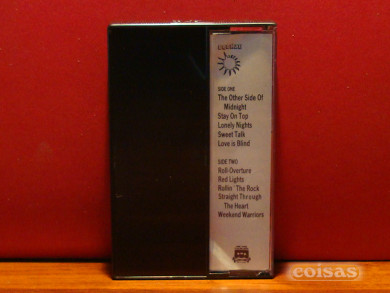 SIDE ONE
The Other Side Of
Midnight
Stay On Top
Lonely Nights
Sweet Talk
Love is Blind
SIDE TWO
Roll-Overture
Red Lights
Rollin' The Rock
Straight Through
The Heart
Weekend Warriors
coisas